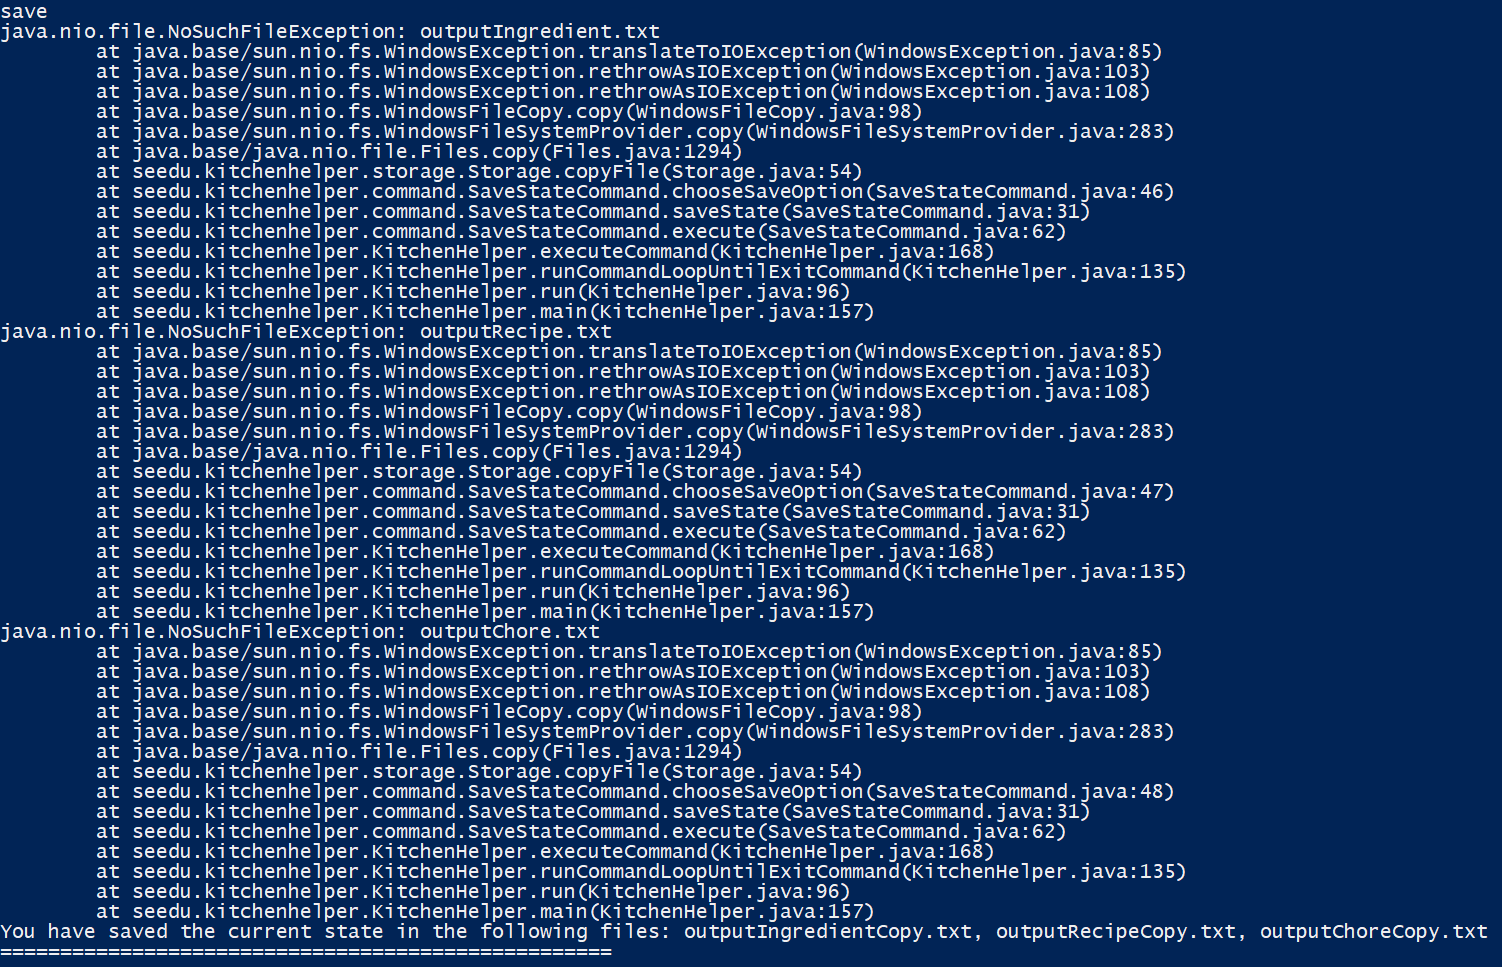 save
java.nio.file.NoSuchFileException: outputIngredient.txt
        at java.base/sun.nio.fs.WindowsException.translateToIOException(WindowsException.java:85)
        at java.base/sun.nio.fs.WindowsException.rethrowAsIOException(WindowsException.java:103)
        at java.base/sun.nio.fs.WindowsException.rethrowAsIOException(WindowsException.java:108)
        at java.base/sun.nio.fs.WindowsFileCopy.copy(WindowsFileCopy.java:98)
        at java.base/sun.nio.fs.WindowsFileSystemProvider.copy(WindowsFileSystemProvider.java:283)
        at java.base/java.nio.file.Files.copy(Files.java:1294)
        at seedu.kitchenhelper.storage.Storage.copyFile(Storage.java:54)
        at seedu.kitchenhelper.command.SaveStateCommand.chooseSaveOption(SaveStateCommand.java:46)
        at seedu.kitchenhelper.command.SaveStateCommand.saveState(SaveStateCommand.java:31)
        at seedu.kitchenhelper.command.SaveStateCommand.execute(SaveStateCommand.java:62)
        at seedu.kitchenhelper.KitchenHelper.executeCommand(KitchenHelper.java:168)
        at seedu.kitchenhelper.KitchenHelper.runCommandLoopUntilExitCommand(KitchenHelper.java:135)
        at seedu.kitchenhelper.KitchenHelper.run(KitchenHelper.java:96)
        at seedu.kitchenhelper.KitchenHelper.main(KitchenHelper.java:157)
java.nio.file.NoSuchFileException: outputRecipe.txt
        at java.base/sun.nio.fs.WindowsException.translateToIOException(WindowsException.java:85)
        at java.base/sun.nio.fs.WindowsException.rethrowAsIOException(WindowsException.java:103)
        at java.base/sun.nio.fs.WindowsException.rethrowAsIOException(WindowsException.java:108)
        at java.base/sun.nio.fs.WindowsFileCopy.copy(WindowsFileCopy.java:98)
        at java.base/sun.nio.fs.WindowsFileSystemProvider.copy(WindowsFileSystemProvider.java:283)
        at java.base/java.nio.file.Files.copy(Files.java:1294)
        at seedu.kitchenhelper.storage.Storage.copyFile(Storage.java:54)
        at seedu.kitchenhelper.command.SaveStateCommand.chooseSaveOption(SaveStateCommand.java:47)
        at seedu.kitchenhelper.command.SaveStateCommand.saveState(SaveStateCommand.java:31)
        at seedu.kitchenhelper.command.SaveStateCommand.execute(SaveStateCommand.java:62)
        at seedu.kitchenhelper.KitchenHelper.executeCommand(KitchenHelper.java:168)
        at seedu.kitchenhelper.KitchenHelper.runCommandLoopUntilExitCommand(KitchenHelper.java:135)
        at seedu.kitchenhelper.KitchenHelper.run(KitchenHelper.java:96)
        at seedu.kitchenhelper.KitchenHelper.main(KitchenHelper.java:157)
java.nio.file.NoSuchFileException: outputChore.txt
        at java.base/sun.nio.fs.WindowsException.translateToIOException(WindowsException.java:85)
        at java.base/sun.nio.fs.WindowsException.rethrowAsIOException(WindowsException.java:103)
        at java.base/sun.nio.fs.WindowsException.rethrowAsIOException(WindowsException.java:108)
        at java.base/sun.nio.fs.WindowsFileCopy.copy(WindowsFileCopy.java:98)
        at java.base/sun.nio.fs.WindowsFileSystemProvider.copy(WindowsFileSystemProvider.java:283)
        at java.base/java.nio.file.Files.copy(Files.java:1294)
        at seedu.kitchenhelper.storage.Storage.copyFile(Storage.java:54)
        at seedu.kitchenhelper.command.SaveStateCommand.chooseSaveOption(SaveStateCommand.java:48)
        at seedu.kitchenhelper.command.SaveStateCommand.saveState(SaveStateCommand.java:31)
        at seedu.kitchenhelper.command.SaveStateCommand.execute(SaveStateCommand.java:62)
        at seedu.kitchenhelper.KitchenHelper.executeCommand(KitchenHelper.java:168)
        at seedu.kitchenhelper.KitchenHelper.runCommandLoopUntilExitCommand(KitchenHelper.java:135)
        at seedu.kitchenhelper.KitchenHelper.run(KitchenHelper.java:96)
        at seedu.kitchenhelper.KitchenHelper.main(KitchenHelper.java:157)
You have saved the current state in the following files: outputIngredientCopy.txt, outputRecipeCopy.txt, outputChoreCopy.txt
===================================================